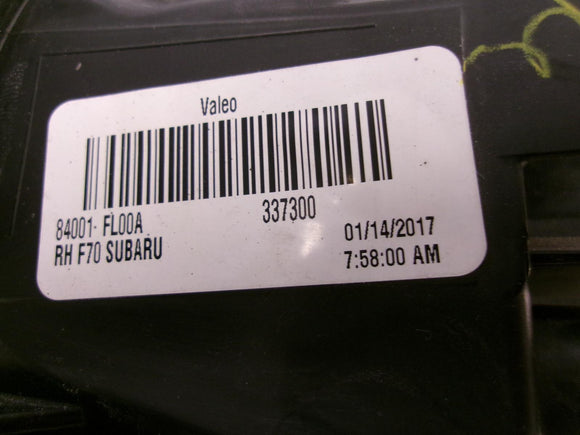 Valeo
84001- FL00A 337300 01/14/2017
RH F70 SUBARU 7:58:00 AM